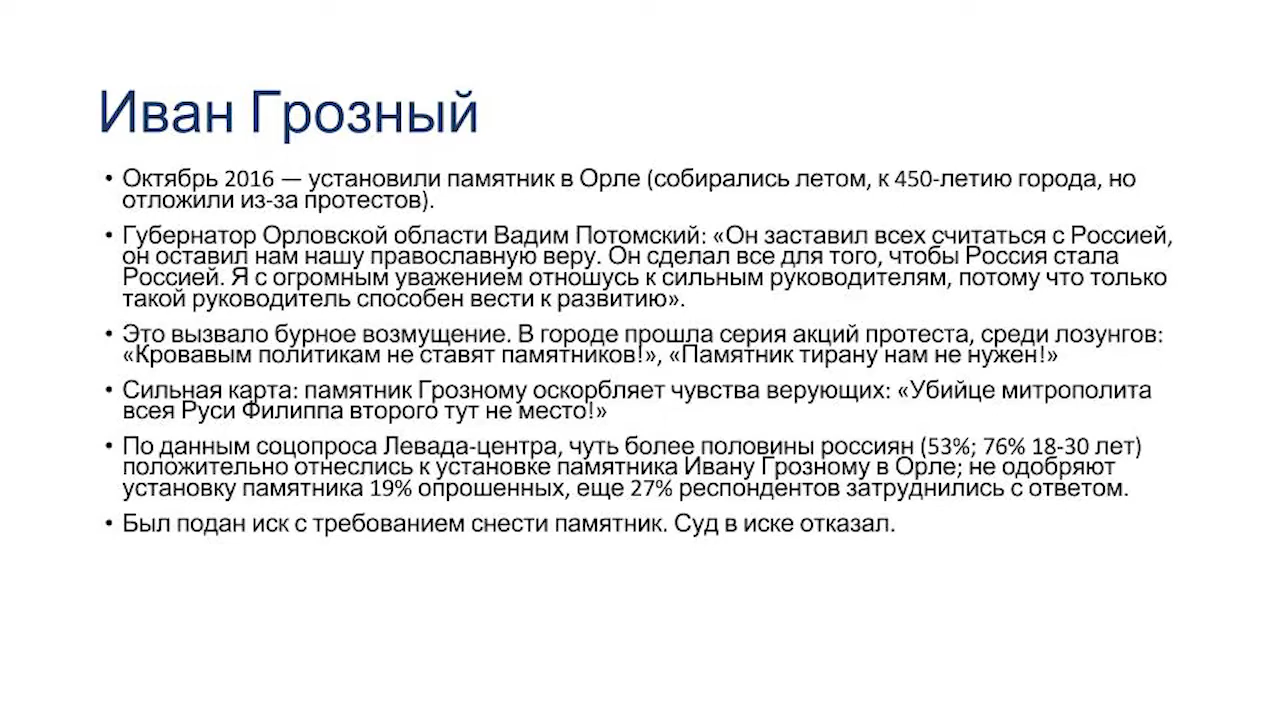 Иван Грозный
• Октябрь 2016 — установили памятник в Орле (собирались летом, к 450-летию города, но
отложили из-за протестов).
• Губернатор Орловской области Вадим Потомский: «Он заставил всех считаться с Россией,
он оставил нам нашу православную веру. Он сделал все для того, чтобы Россия стала
Россией. Я с огромным уважением отношусь к сильным руководителям, потому что только
такой руководитель способен вести к развитию».
• Это вызвало бурное возмущение. В городе прошла серия акций протеста, среди лозунгов:
«Кровавым политикам не ставят памятников!», «Памятник тирану нам не нужен!»
• Сильная карта: памятник Грозному оскорбляет чувства верующих: «Убийце митрополита
всея Руси Филиппа второго тут не место!»
• По данным соцопроса Левада-центра, чуть более половины россиян (53%; 76% 18-30 лет)
положительно отнеслись к установке памятника Ивану Грозному в Орле; не одобряют
установку памятника 19% опрошенных, еще 27% респондентов затруднились с ответом.
• Был подан иск с требованием снести памятник. Суд в иске отказал.